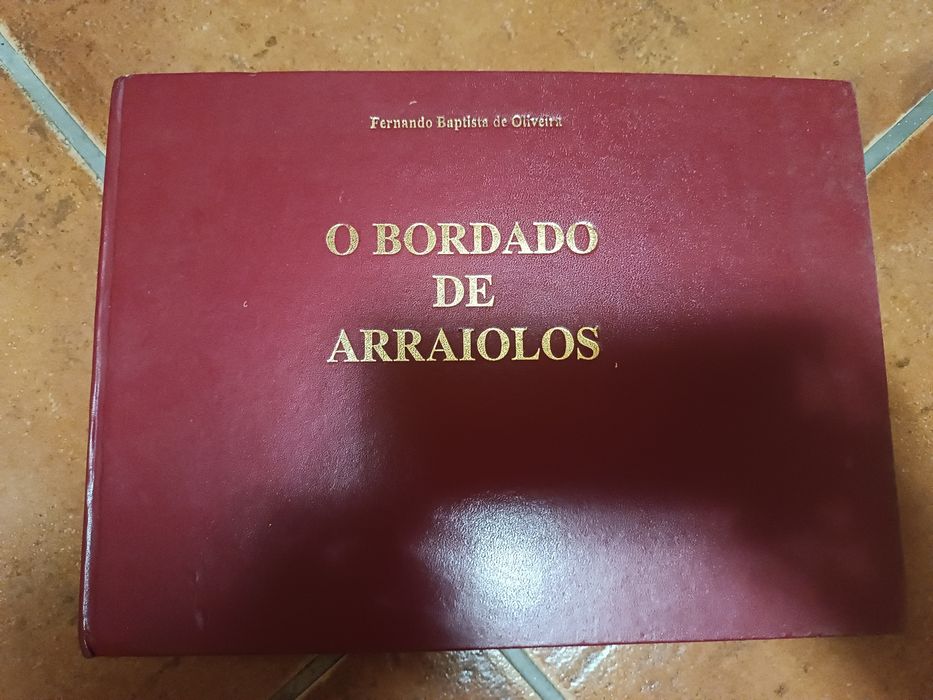 Fernando Baptista de Oliveira
O BORDADO
DE
ARRAIOLOS